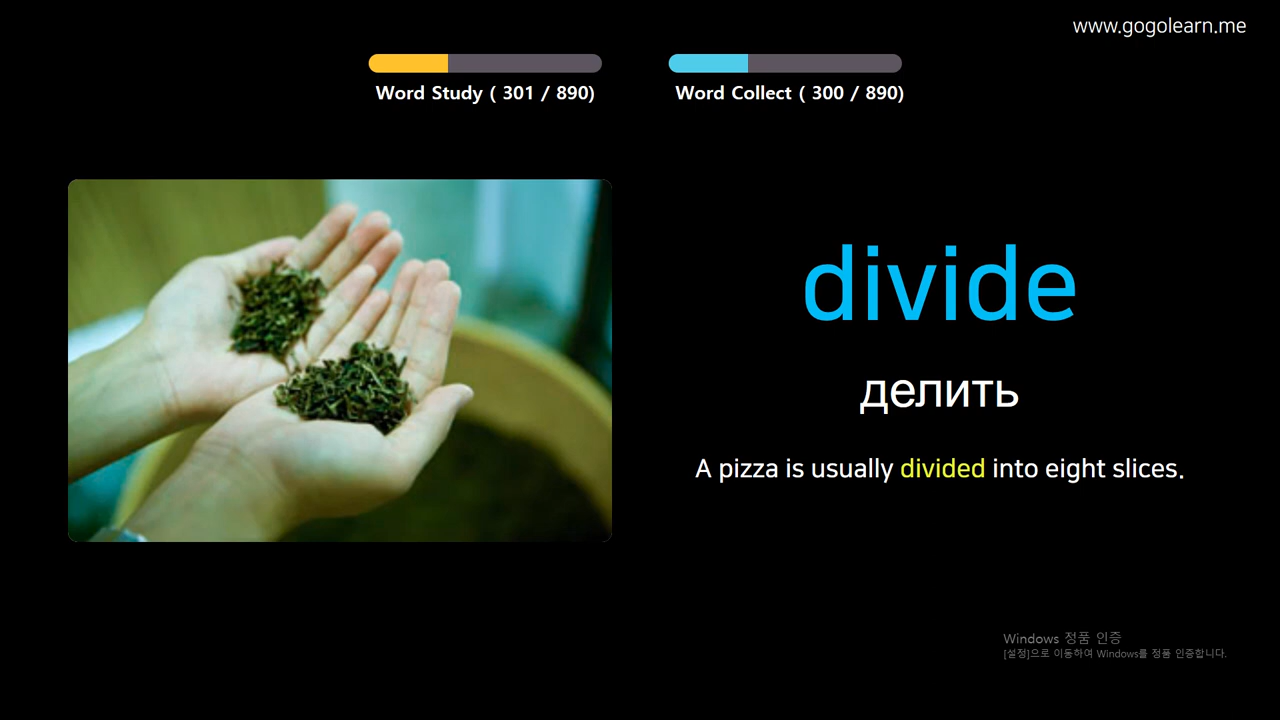 www.gogolearn.me
Word Study ( 301 / 890)
Word Collect ( 300 / 890)
divide
делить
A pizza is usually divided into eight slices.
Windows 정품 인증
[설정]으로 이동하여 Windows를 정품 인증합니다.